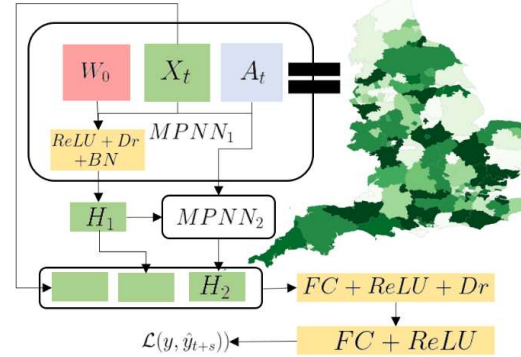 W_0 X_t A_t
ReLU + Dr
+BN
MPNN_1
H_1 MPNN_2
H_2
FC + ReLU + Dr
FC + ReLU
L(y, ŷ_{t+s}))